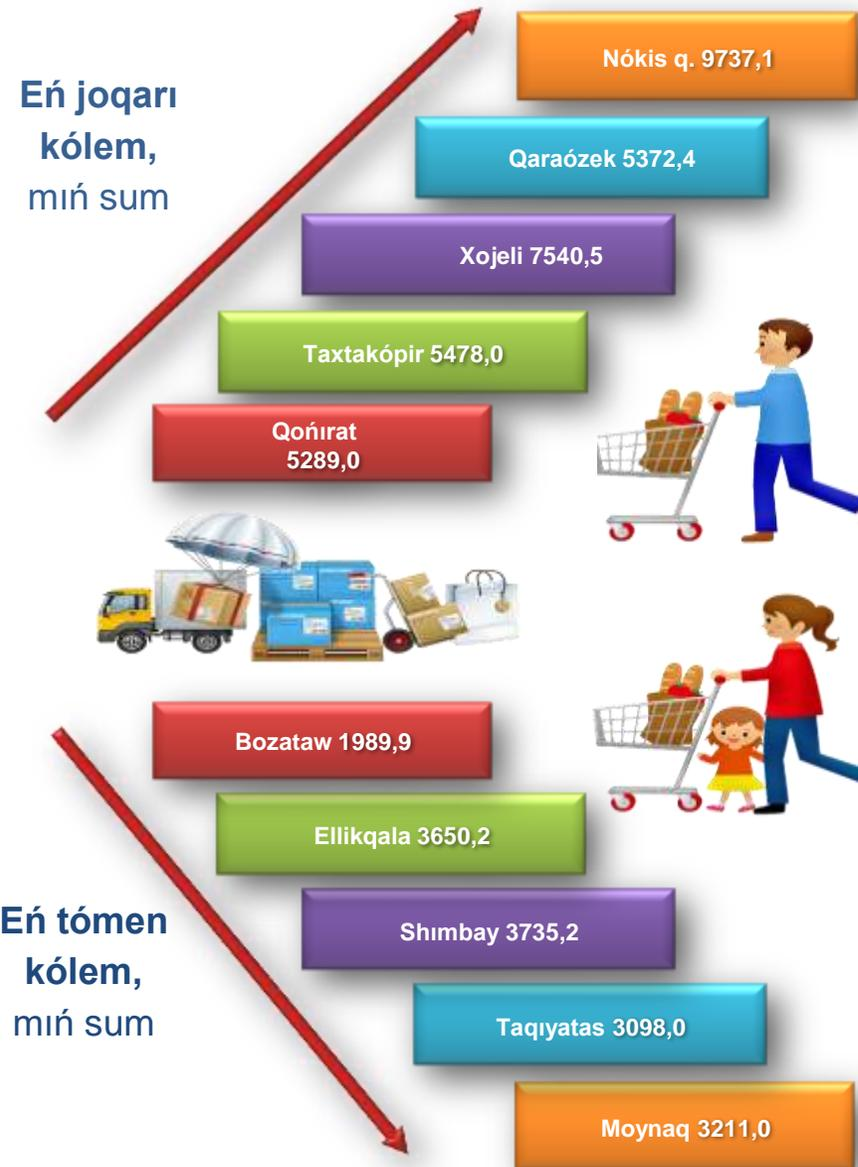 Eń joqarı
kólem,
mıń sum
Nókis q. 9737,1
Qaraózek 5372,4
Xojeli 7540,5
Taxtakópir 5478,0
Qońırat
5289,0
Bozataw 1989,9
Ellikqala 3650,2
Shımbay 3735,2
Eń tómen
kólem,
mıń sum
Taqıyatas 3098,0
Moynaq 3211,0